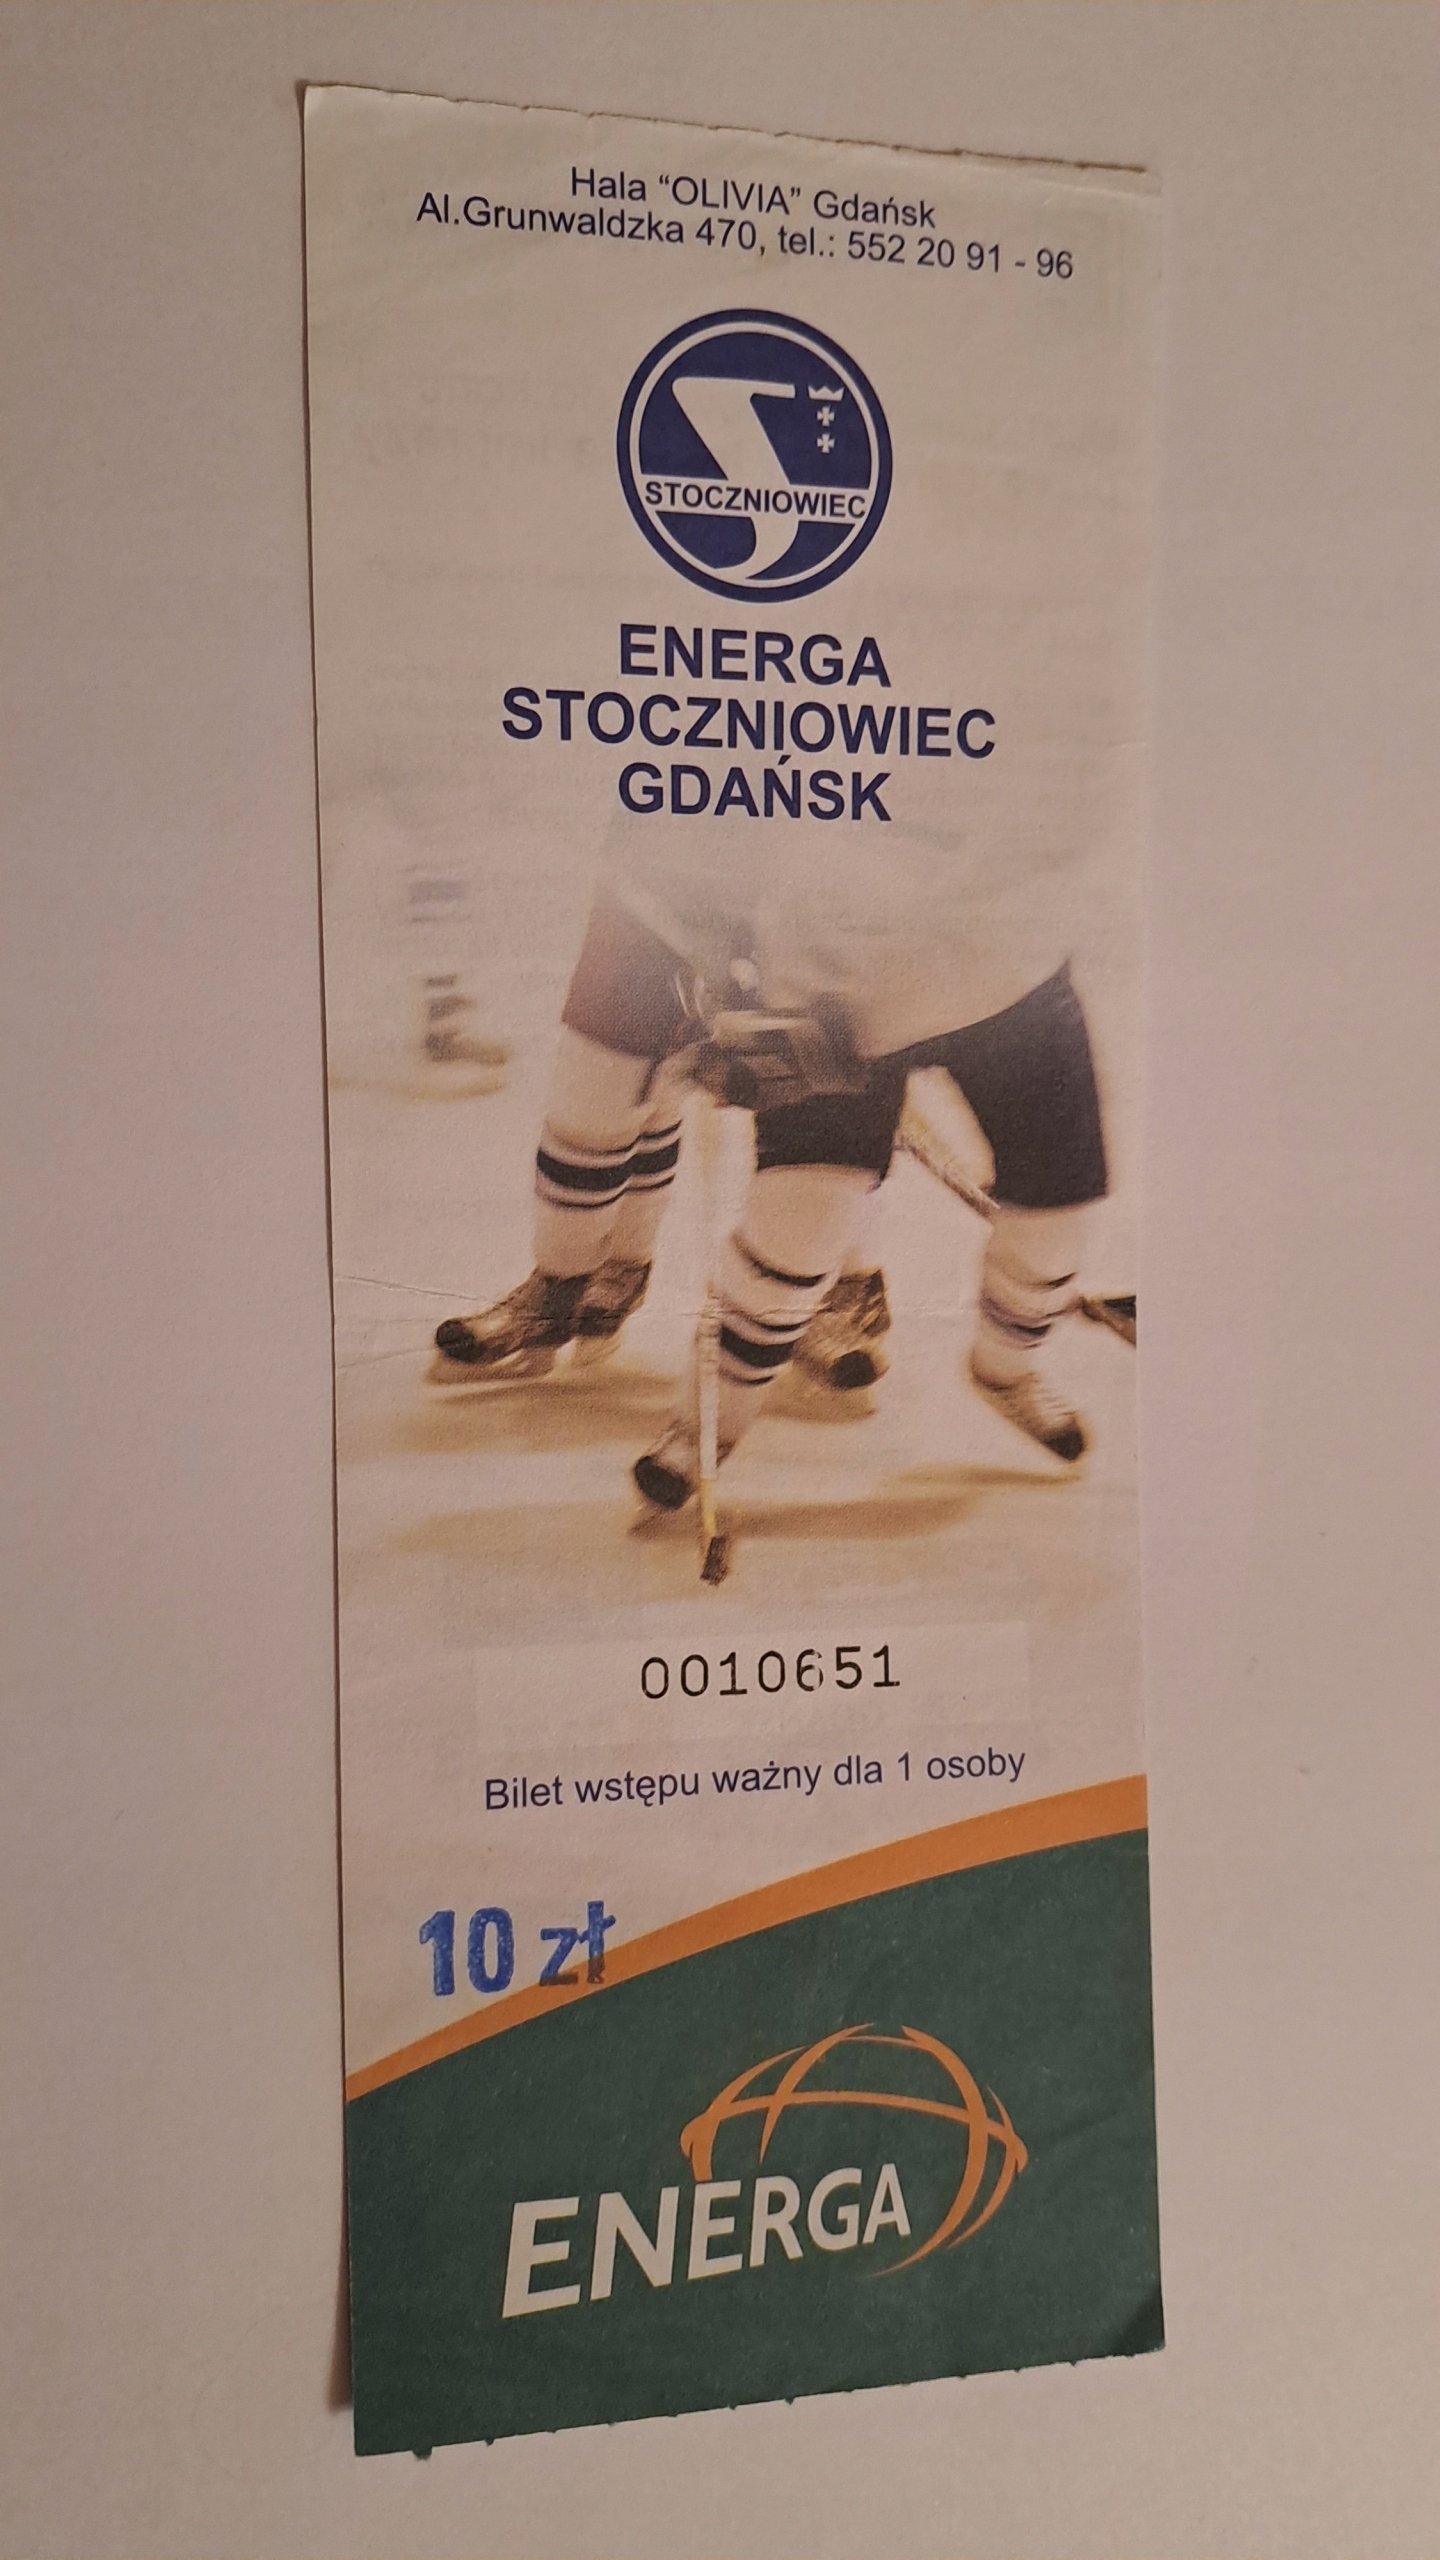 Hala “OLIVIA” Gdańsk
Al.Grunwaldzka 470, tel.: 552 20 91 - 96
STOCZNIOWIEC
ENERGA
STOCZNIOWIEC
GDAŃSK
0010651
Bilet wstępu ważny dla 1 osoby
10 zł
ENERGA